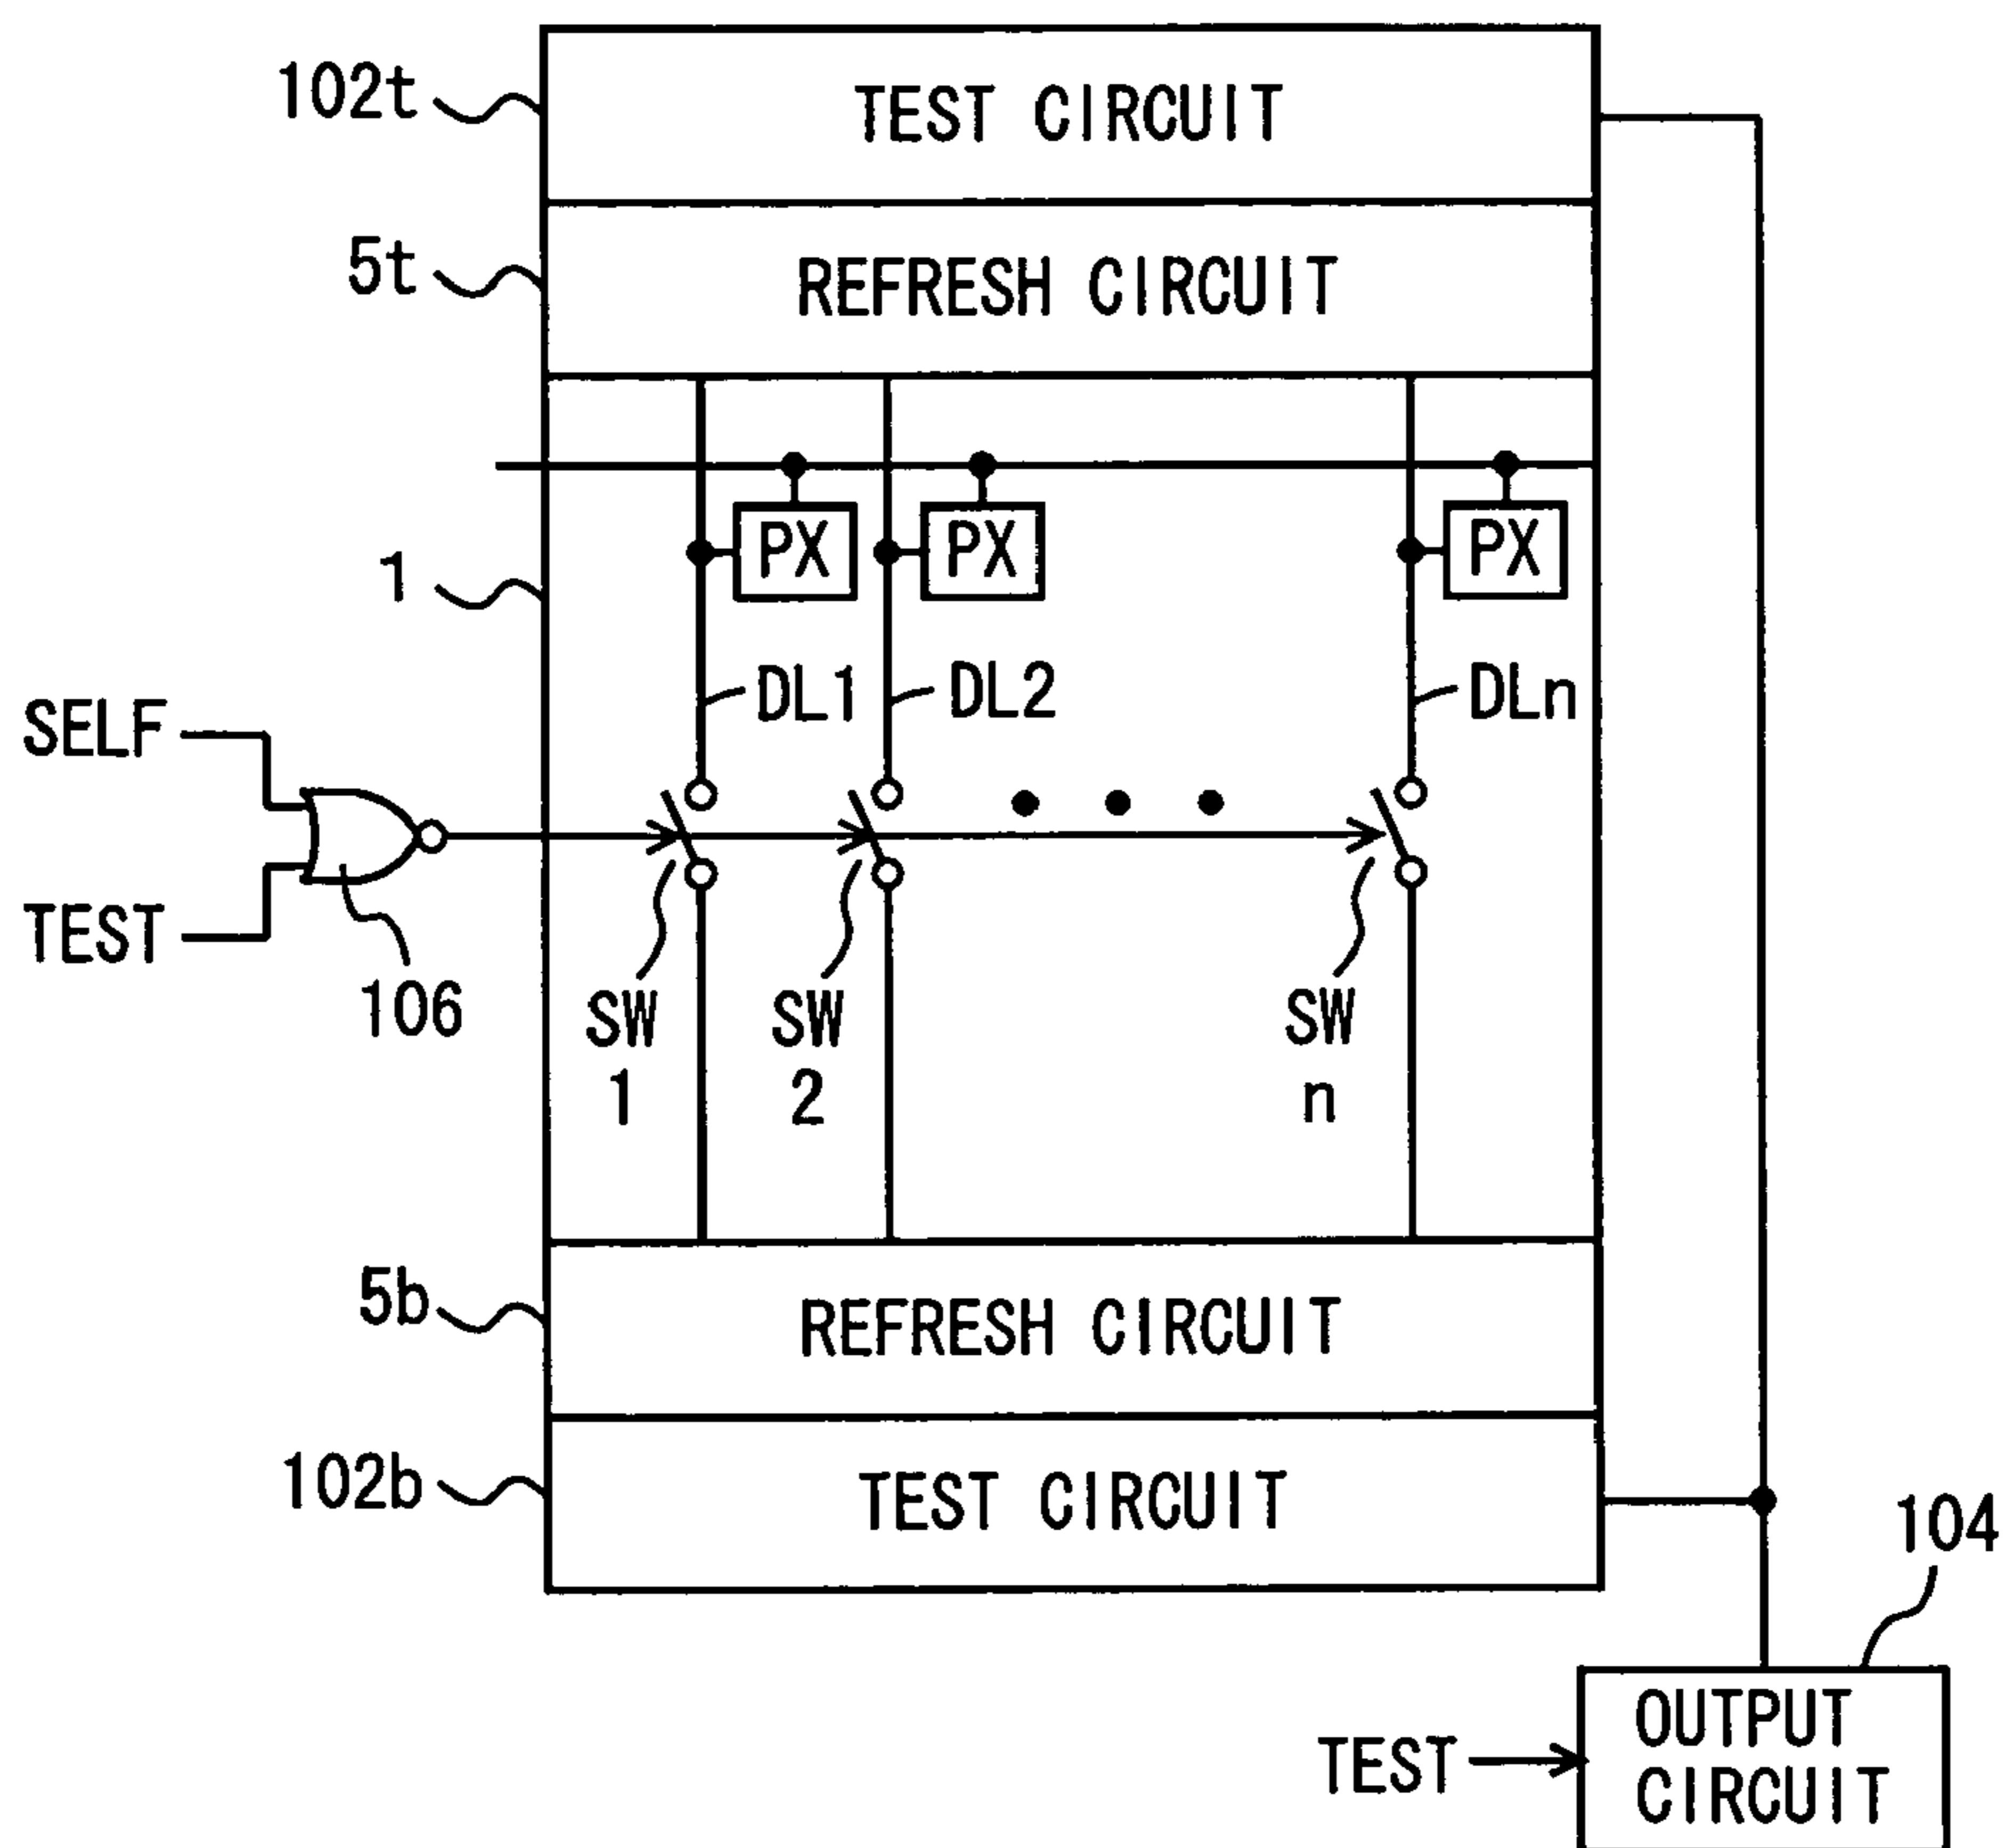 102t
TEST CIRCUIT
5t
REFRESH CIRCUIT
PX
PX
PX
1
DL1
DL2
DLn
SELF
TEST
106
SW
1
SW
2
SW
n
5b
REFRESH CIRCUIT
102b
TEST CIRCUIT
104
TEST
OUTPUT
CIRCUIT